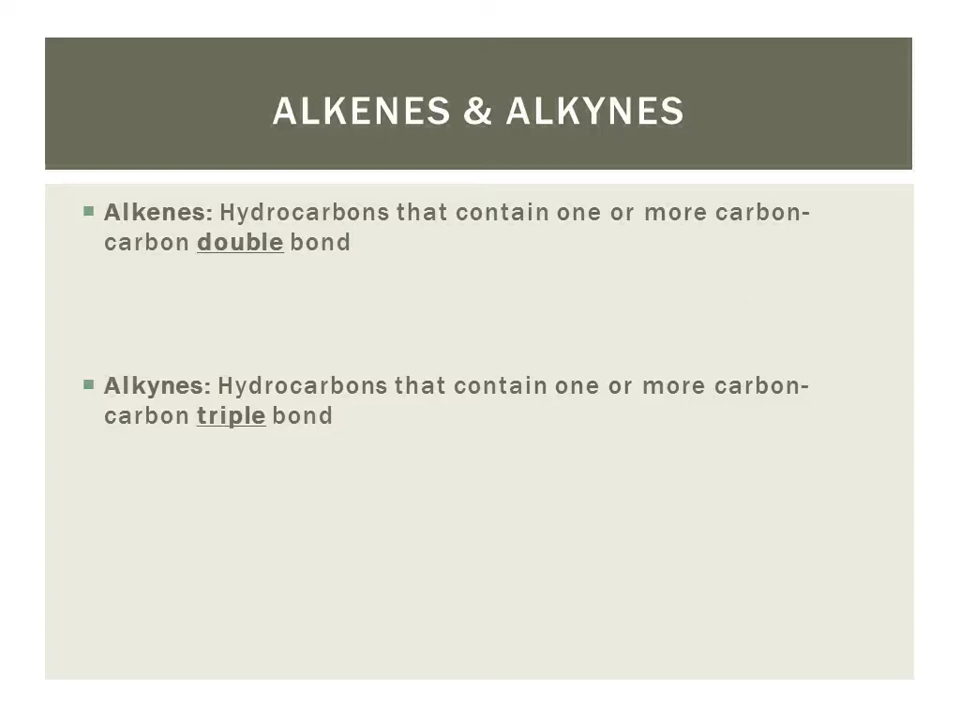 ALKENES & ALKYNES
Alkenes: Hydrocarbons that contain one or more carbon-
carbon double bond
Alkynes: Hydrocarbons that contain one or more carbon-
carbon triple bond